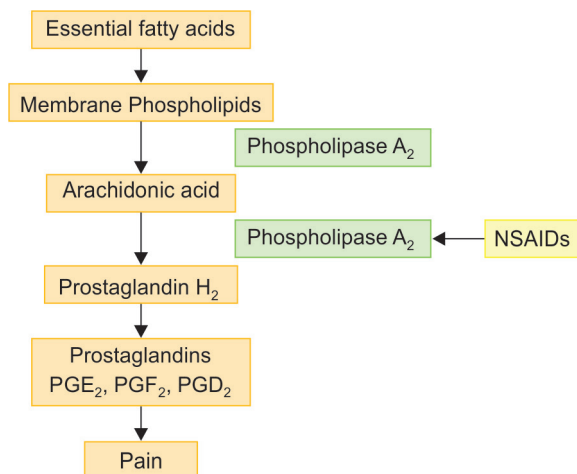 Essential fatty acids
Membrane Phospholipids
Phospholipase A₂
Arachidonic acid
Phospholipase A₂
NSAIDs
Prostaglandin H₂
Prostaglandins
PGE₂, PGF₂, PGD₂
Pain